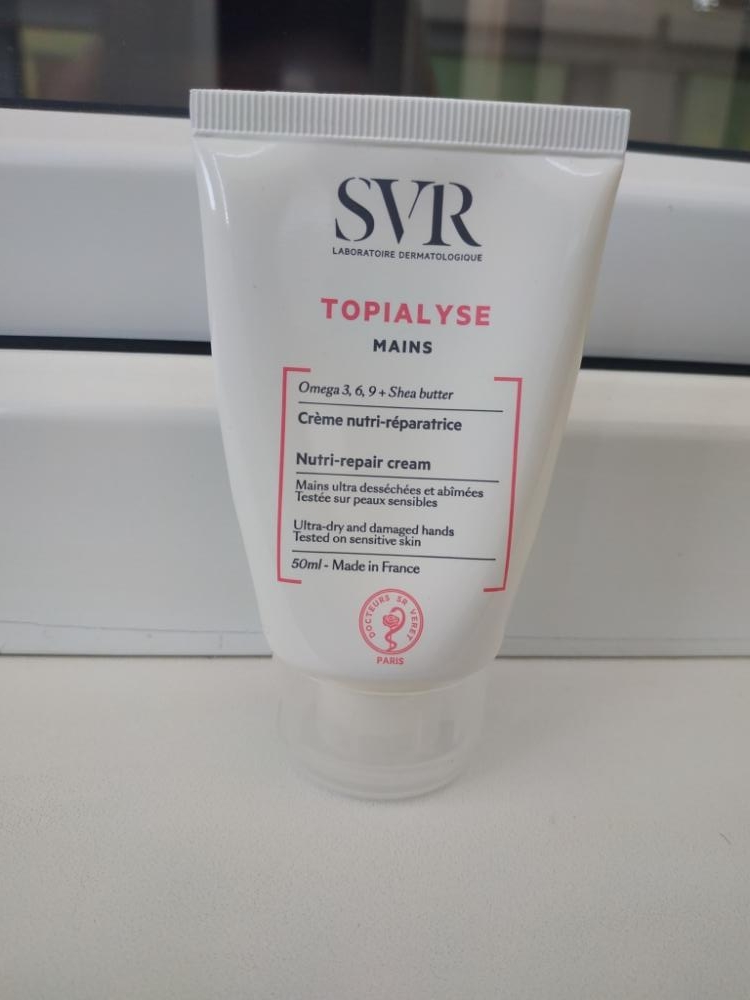 SVR
LABORATOIRE DERMATOLOGIQUE
TOPIALYSE
MAINS
Omega 3, 6, 9 + Shea butter
Crème nutri-réparatrice
Nutri-repair cream
Mains ultra desséchées et abîmées
Testée sur peaux sensibles
Ultra-dry and damaged hands
Tested on sensitive skin
50ml - Made in France
DOCTEURS SR VERET
PARIS